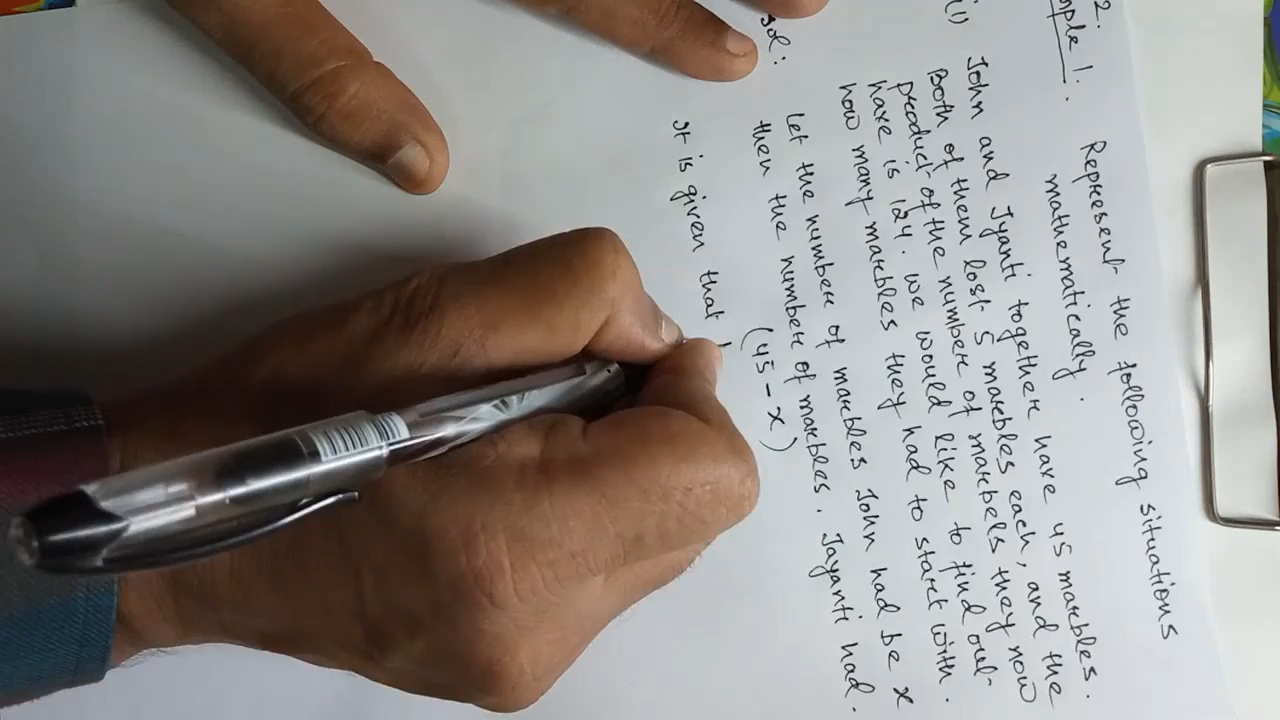 2.
mple 1.
Represent the following situations
mathematically.
(i) John and Jyanti together have 45 marbles.
Both of them lost 5 marbles each, and the
product of the number of marbels they now
have is 124. we would like to find out
how many marbles they had to start with.
sol:
Let the number of marbles John had be x
then the number of marbles. Jayanti had.
(45 - x)
It is given that